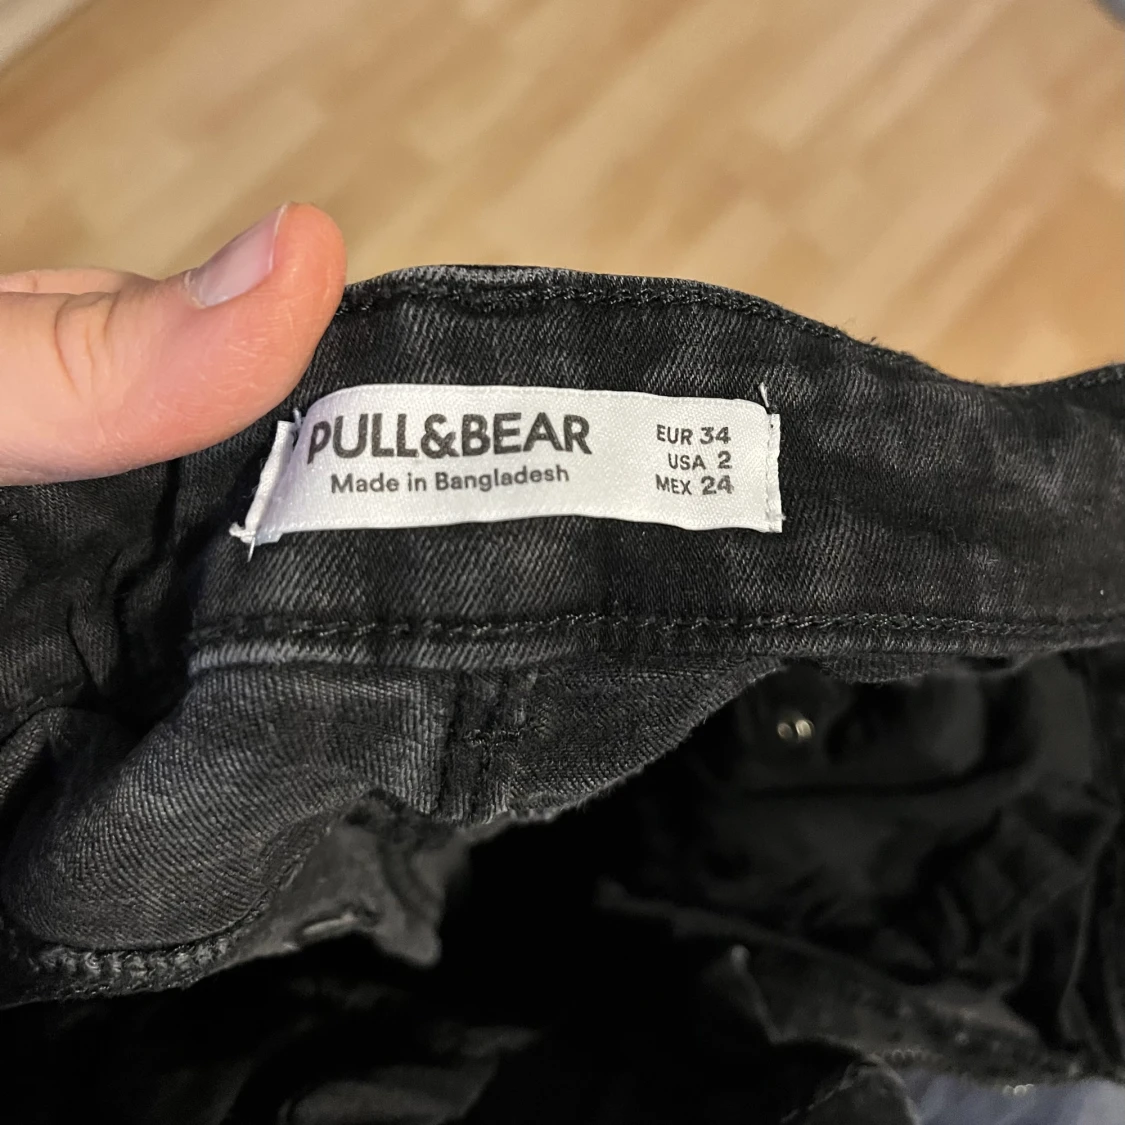 PULL&BEAR
Made in Bangladesh
EUR 34
USA 2
MEX 24